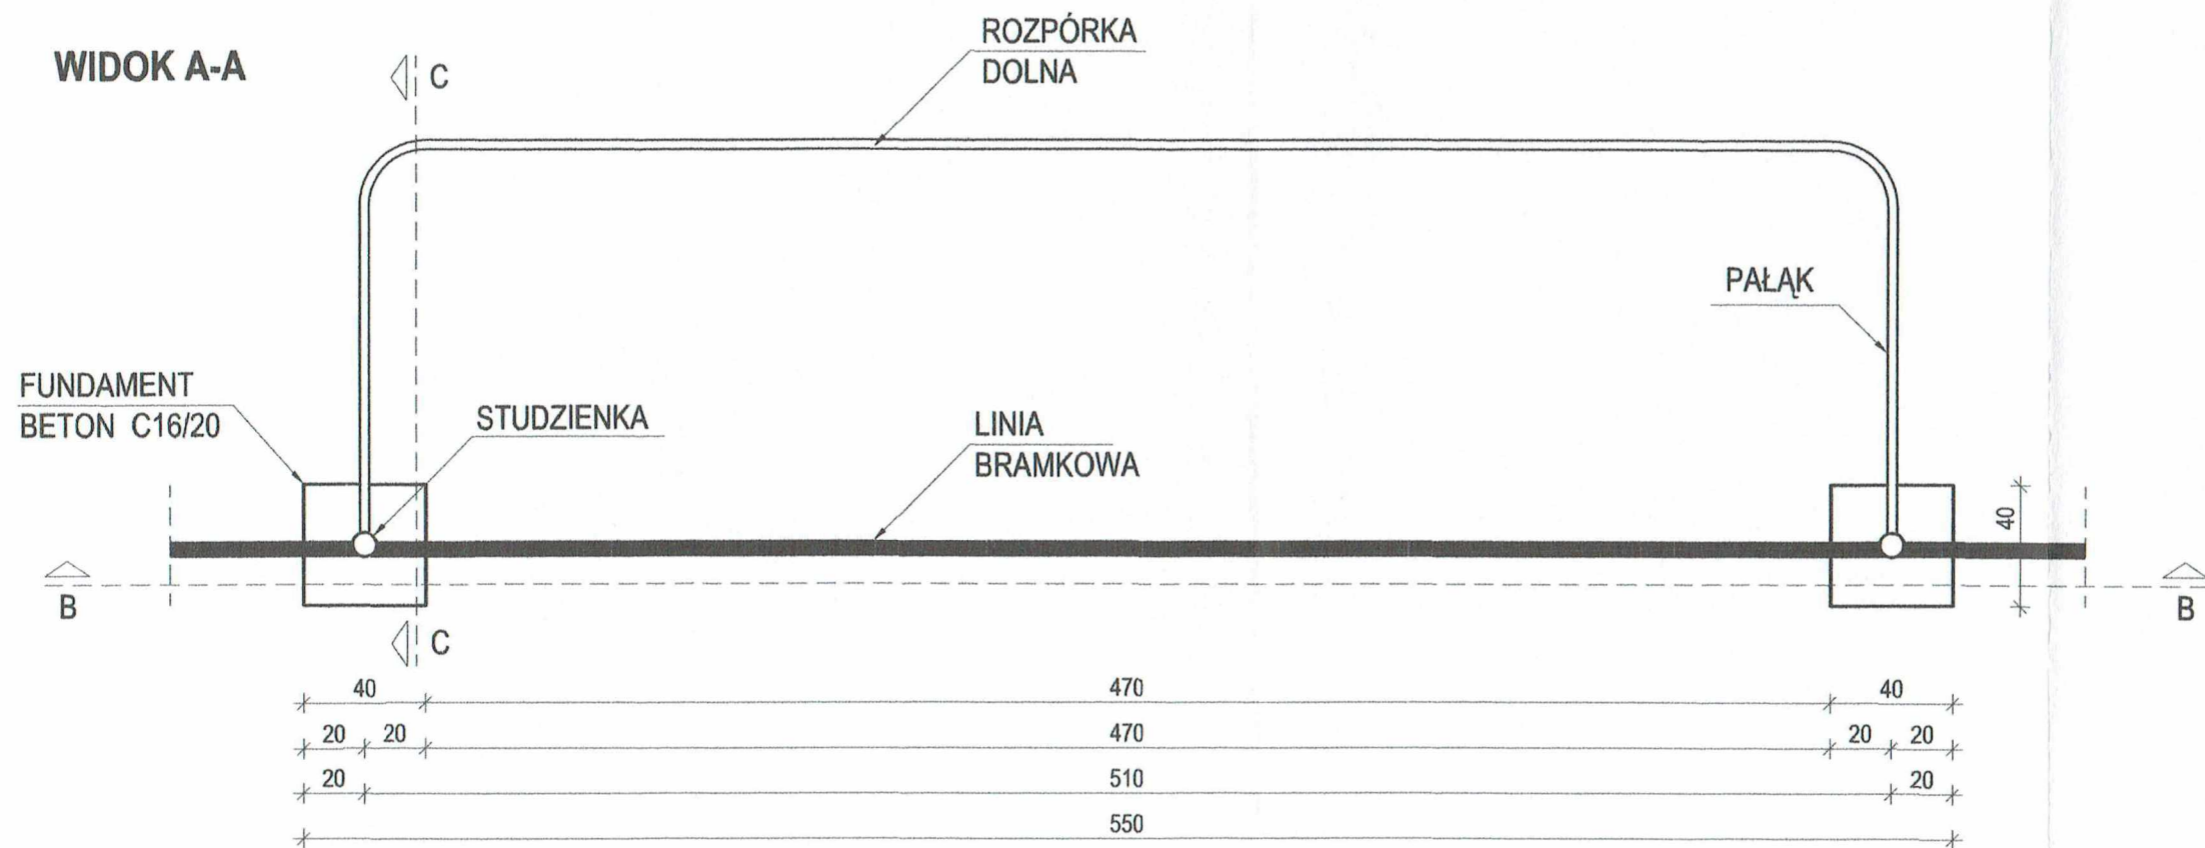 WIDOK A-A
C
ROZPÓRKA
DOLNA
PAŁĄK
FUNDAMENT
BETON C16/20
STUDZIENKA
LINIA
BRAMKOWA
40
B
B
C
40 470 40
20 20 470 20 20
20 510 20
550